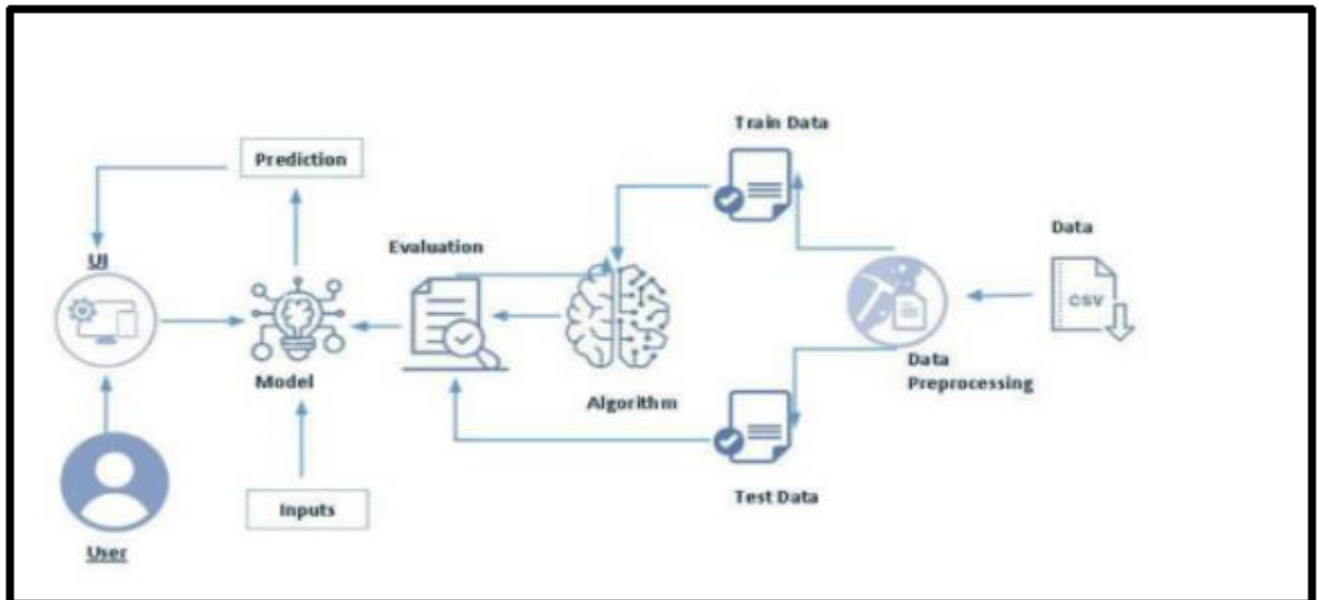 Train Data
Prediction
Data
Evaluation
UI
CSV
Data
Preprocessing
Model
Algorithm
Test Data
Inputs
User